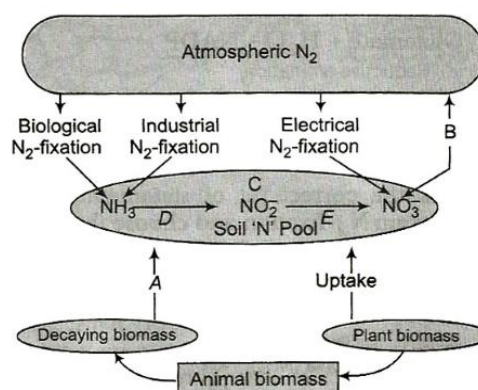 Atmospheric N₂
Biological
N₂-fixation
Industrial
N₂-fixation
Electrical
N₂-fixation
B
C
NH₃
D
NO₂⁻
E
NO₃⁻
Soil 'N' Pool
A
Uptake
Decaying biomass
Plant biomass
Animal biomass